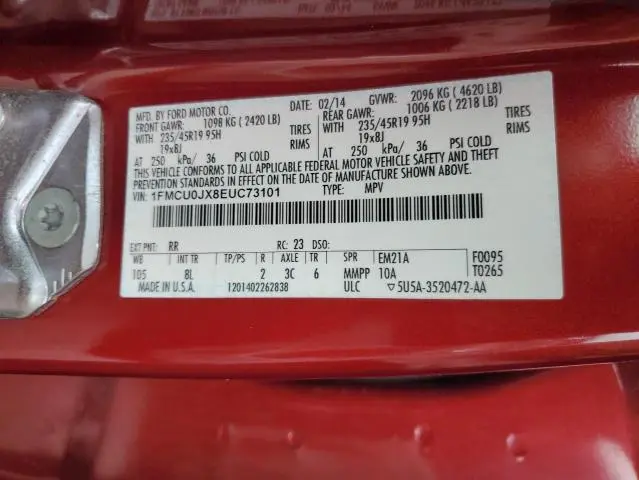 MFD. BY FORD MOTOR CO. DATE: 02/14 GVWR: 2096 KG ( 4620 LB)
FRONT GAWR: 1098 KG ( 2420 LB) REAR GAWR: 1006 KG ( 2218 LB)
WITH 235/45R19 95H TIRES WITH 235/45R19 95H TIRES
19x8J RIMS 19x8J RIMS
AT 250 kPa/ 36 PSI COLD AT 250 kPa/ 36 PSI COLD
THIS VEHICLE CONFORMS TO ALL APPLICABLE FEDERAL MOTOR VEHICLE SAFETY AND THEFT
PREVENTION STANDARDS IN EFFECT ON THE DATE OF MANUFACTURE SHOWN ABOVE.
VIN: 1FMCU0JX8EUC73101 TYPE: MPV
EXT PNT: RR RC: 23 DSO:
WB INT TR TP/PS R AXLE TR SPR EM21A F0095
105 8L 2 3C 6 MMPP 10A T0265
MADE IN U.S.A. 1201402262838 ULC 5U5A-3520472-AA